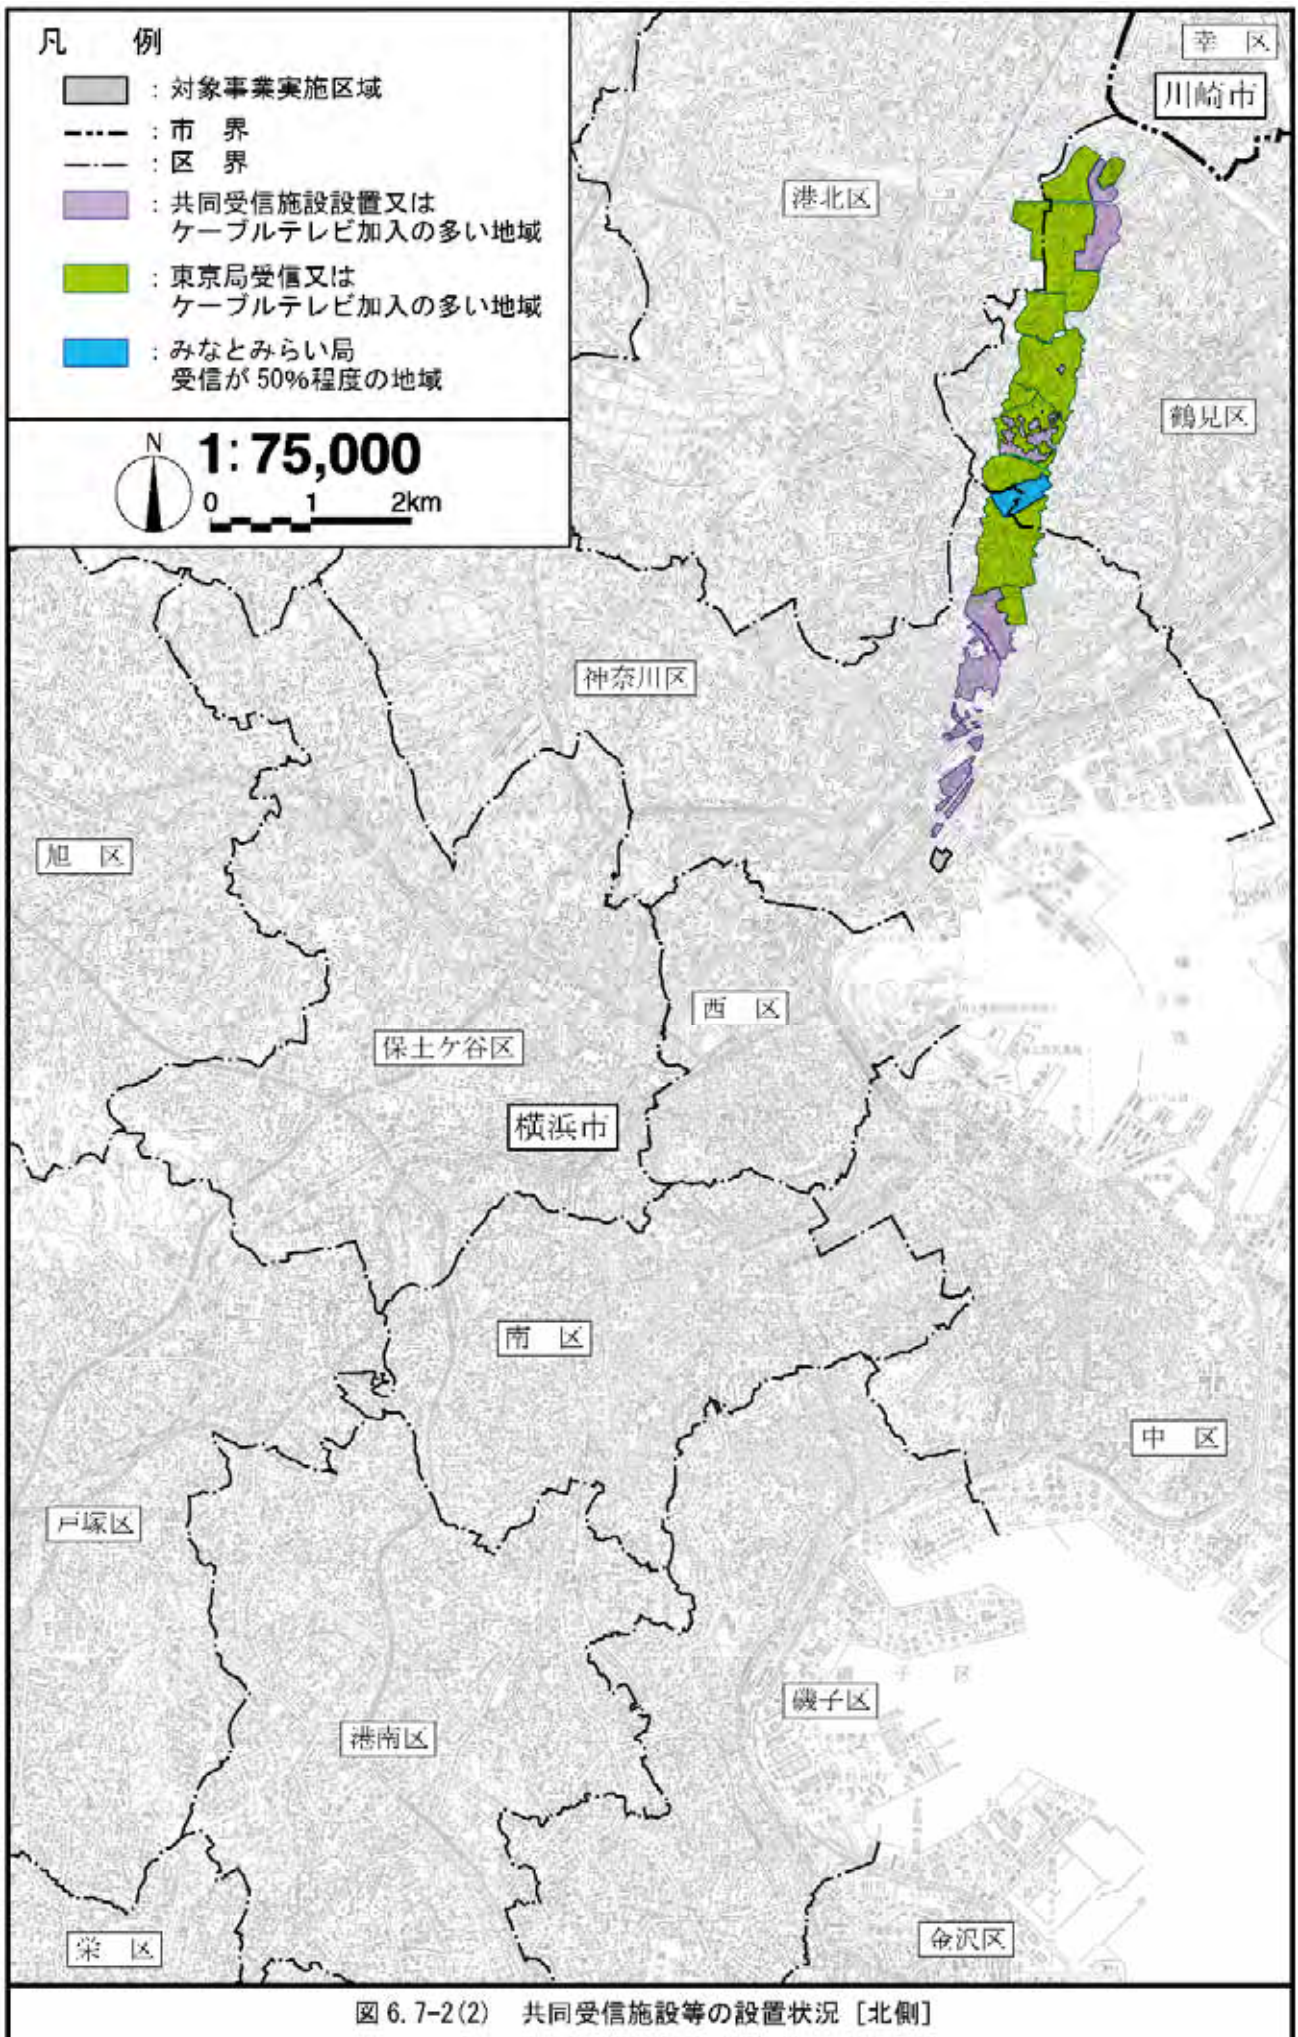 凡　例
：対象事業実施区域
：市　界
：区　界
：共同受信施設設置又は
ケーブルテレビ加入の多い地域
：東京局受信又は
ケーブルテレビ加入の多い地域
：みなとみらい局
受信が50%程度の地域
N
1:75,000
0 1 2km
幸　区
川崎市
港北区
鶴見区
神奈川区
旭　区
西　区
保土ケ谷区
横浜市
南　区
中　区
戸塚区
磯子区
港南区
栄　区
金沢区
図6.7-2(2)　共同受信施設等の設置状況［北側］